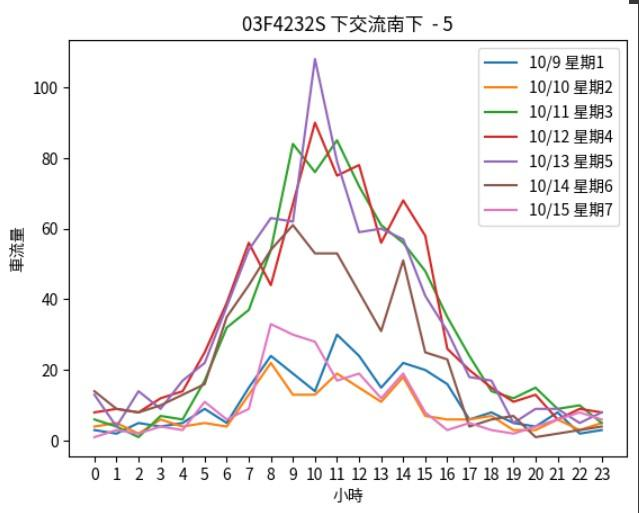 03F4232S 下交流南下 - 5
10/9 星期1
10/10 星期2
10/11 星期3
10/12 星期4
10/13 星期5
10/14 星期6
10/15 星期7
車流量
100
80
60
40
20
0
0 1 2 3 4 5 6 7 8 9 10 11 12 13 14 15 16 17 18 19 20 21 22 23
小時